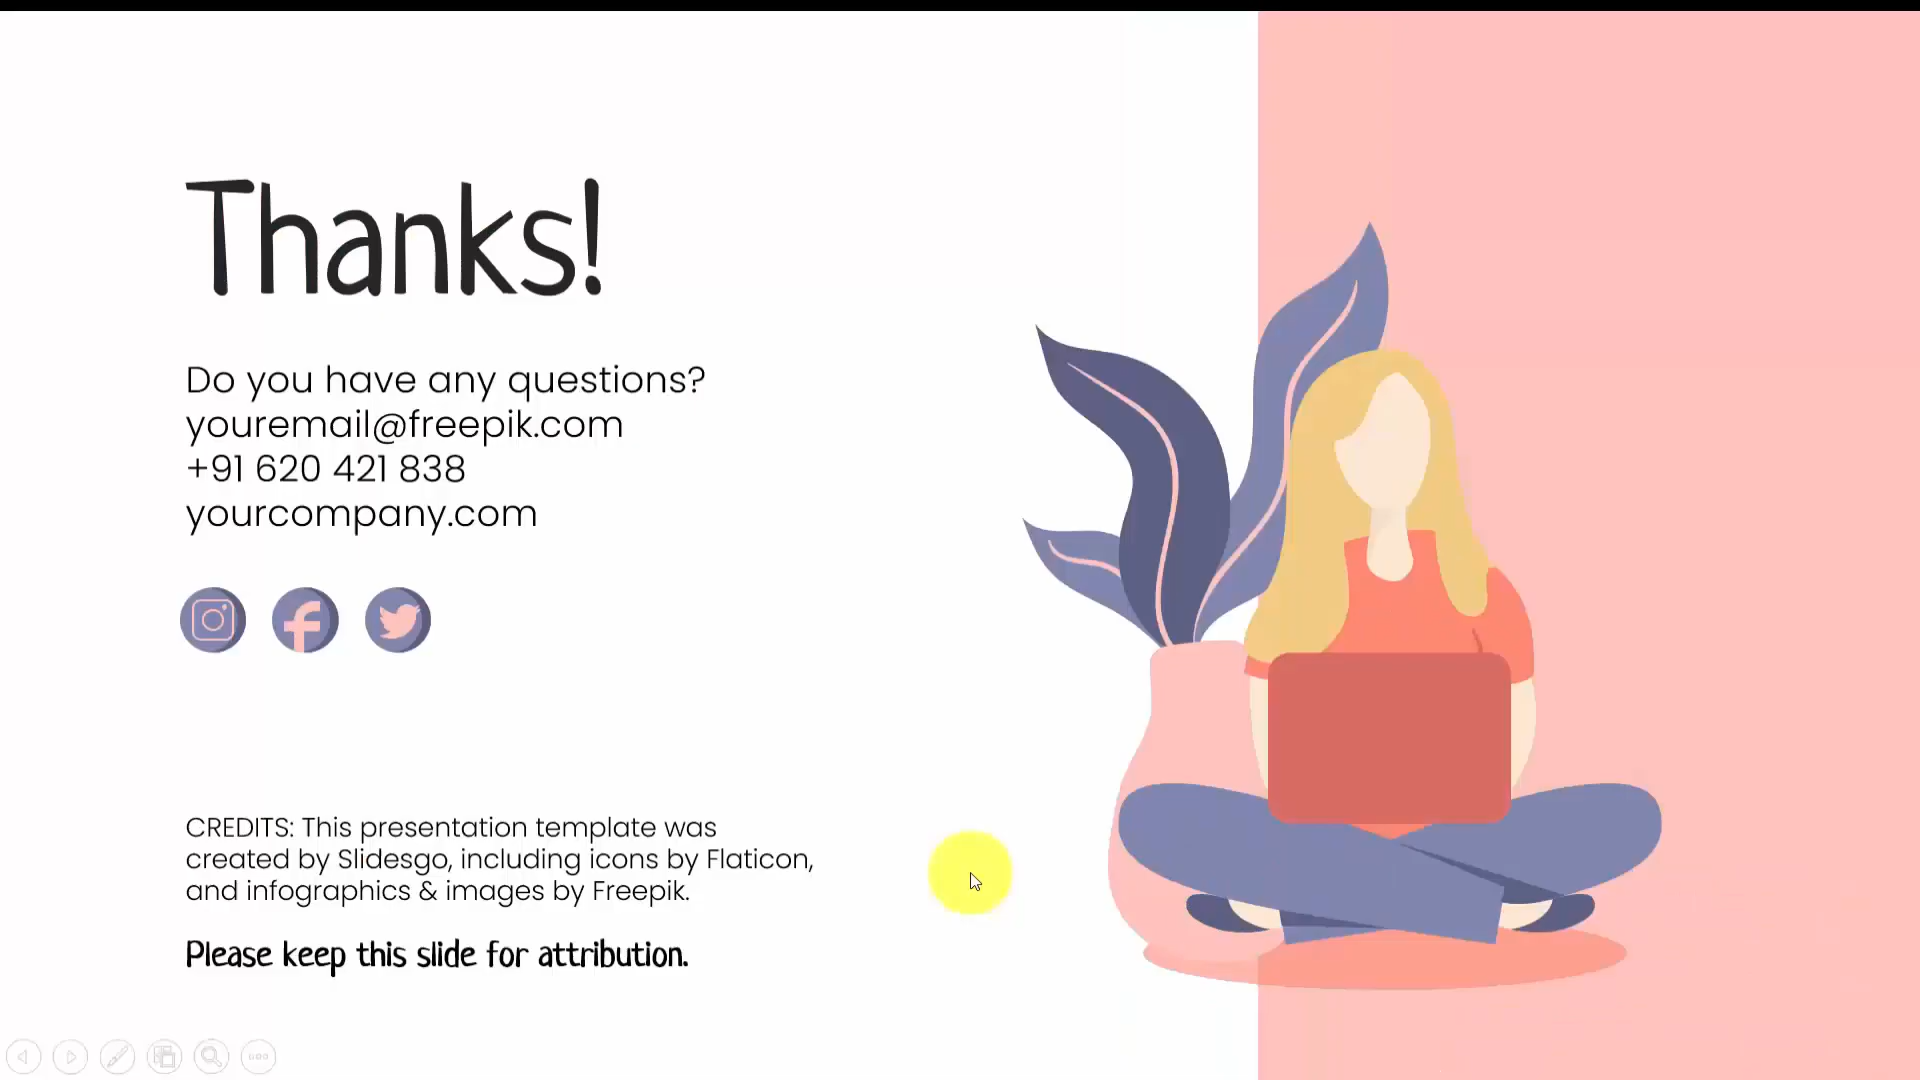 Thanks!
Do you have any questions?
youremail@freepik.com
+91 620 421 838
yourcompany.com
CREDITS: This presentation template was
created by Slidesgo, including icons by Flaticon,
and infographics & images by Freepik.
Please keep this slide for attribution.